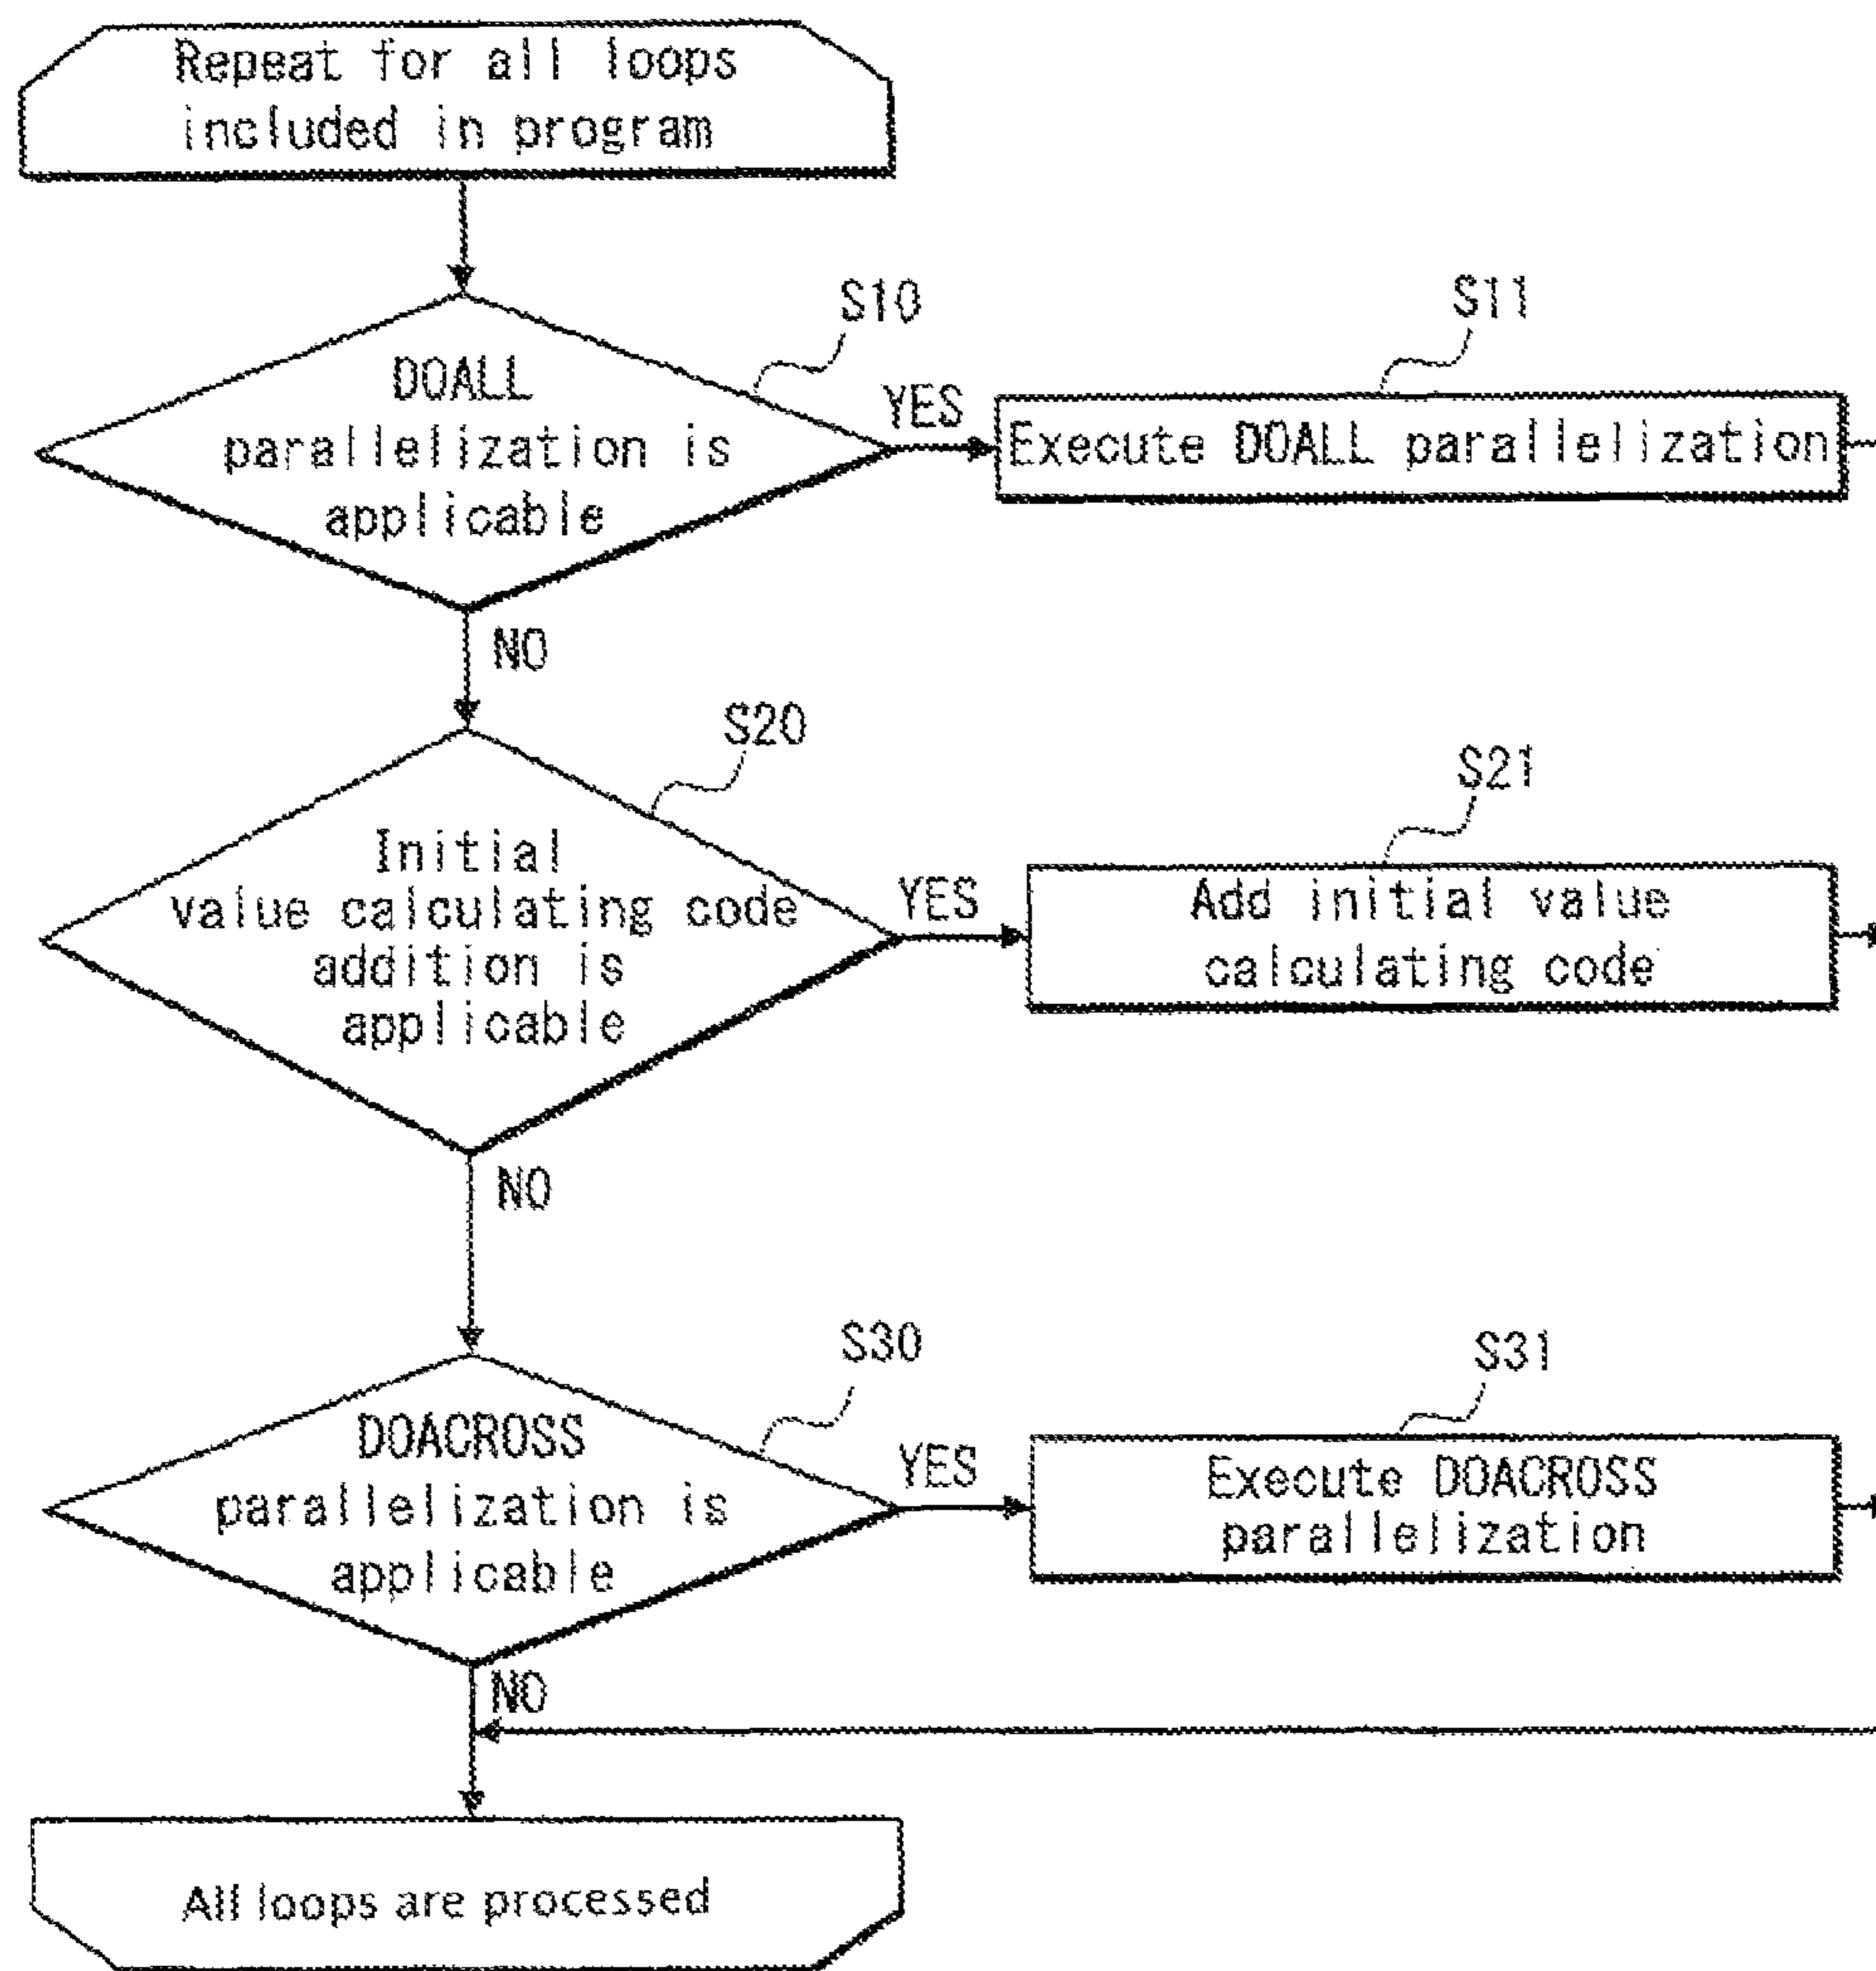 Repeat for all loops
included in program
S10
S11
DOALL
parallelization is
applicable
YES
Execute DOALL parallelization
NO
S20
S21
Initial
value calculating code
addition is
applicable
YES
Add initial value
calculating code
NO
S30
S31
DOACROSS
parallelization is
applicable
YES
Execute DOACROSS
parallelization
NO
All loops are processed